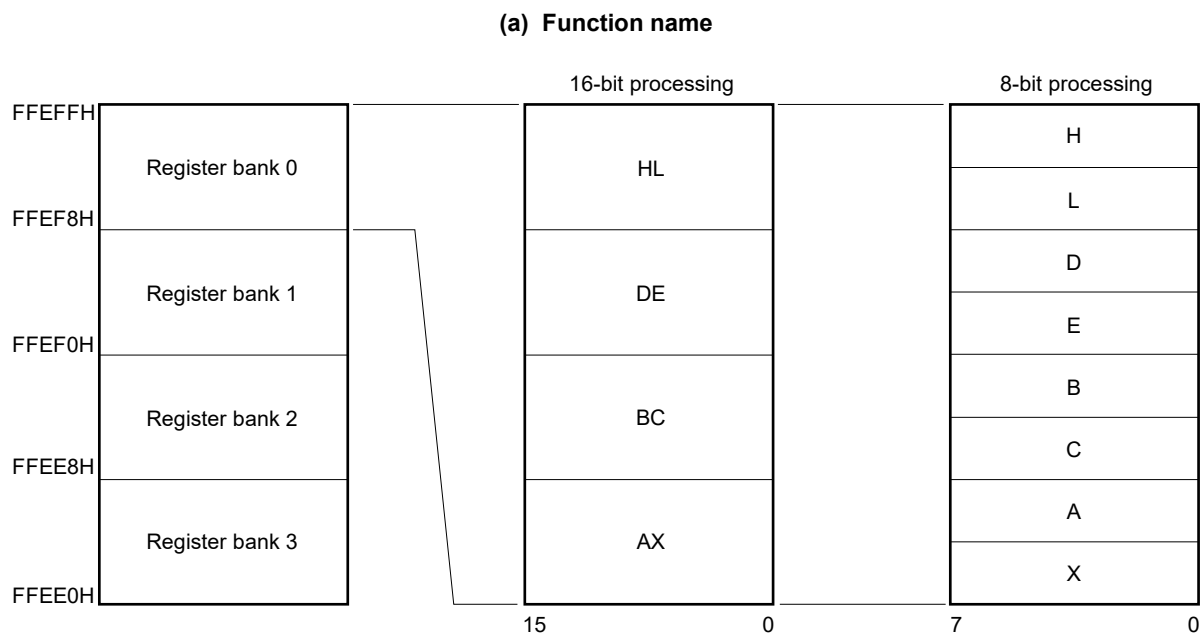 (a) Function name
16-bit processing 8-bit processing
FFEFFH
Register bank 0 HL H
L
FFEF8H
Register bank 1 DE D
E
FFEF0H
Register bank 2 BC B
C
FFEE8H
Register bank 3 AX A
X
FFEE0H
15 0 7 0